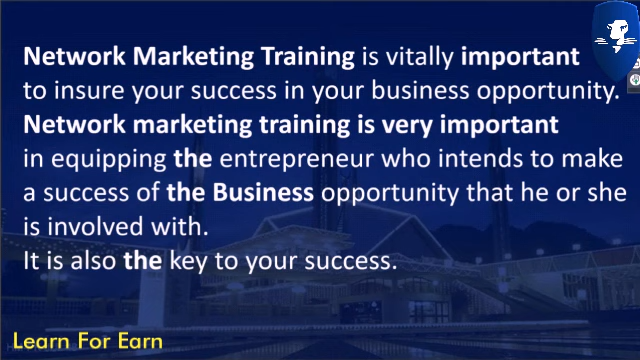 Network Marketing Training is vitally important
to insure your success in your business opportunity.
Network marketing training is very important
in equipping the entrepreneur who intends to make
a success of the Business opportunity that he or she
is involved with.
It is also the key to your success.
Learn For Earn